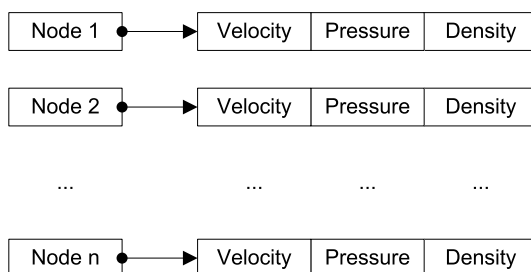 Node 1 Velocity Pressure Density
Node 2 Velocity Pressure Density
... ... ... ...
Node n Velocity Pressure Density